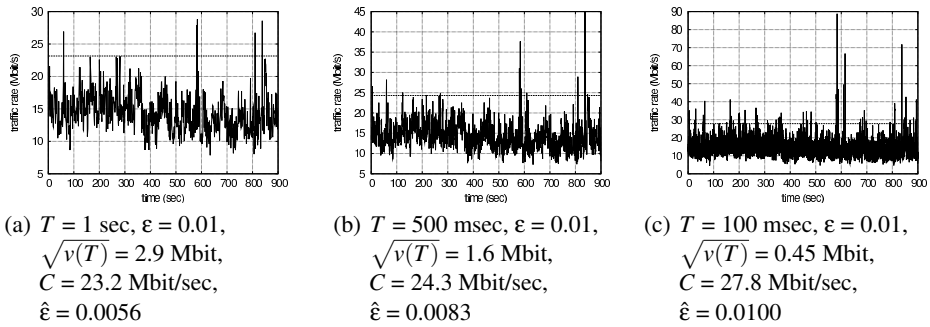 30
25
20
15
10
5
traffic rate (Mbit/s)
0 100 200 300 400 500 600 700 800 900
time (sec)
(a) T = 1 sec, ε = 0.01,
√v(T) = 2.9 Mbit,
C = 23.2 Mbit/sec,
ε̂ = 0.0056
45
40
35
30
25
20
15
10
5
traffic rate (Mbit/s)
0 100 200 300 400 500 600 700 800 900
time (sec)
(b) T = 500 msec, ε = 0.01,
√v(T) = 1.6 Mbit,
C = 24.3 Mbit/sec,
ε̂ = 0.0083
90
80
70
60
50
40
30
20
10
0
traffic rate (Mbit/s)
0 100 200 300 400 500 600 700 800 900
time (sec)
(c) T = 100 msec, ε = 0.01,
√v(T) = 0.45 Mbit,
C = 27.8 Mbit/sec,
ε̂ = 0.0100